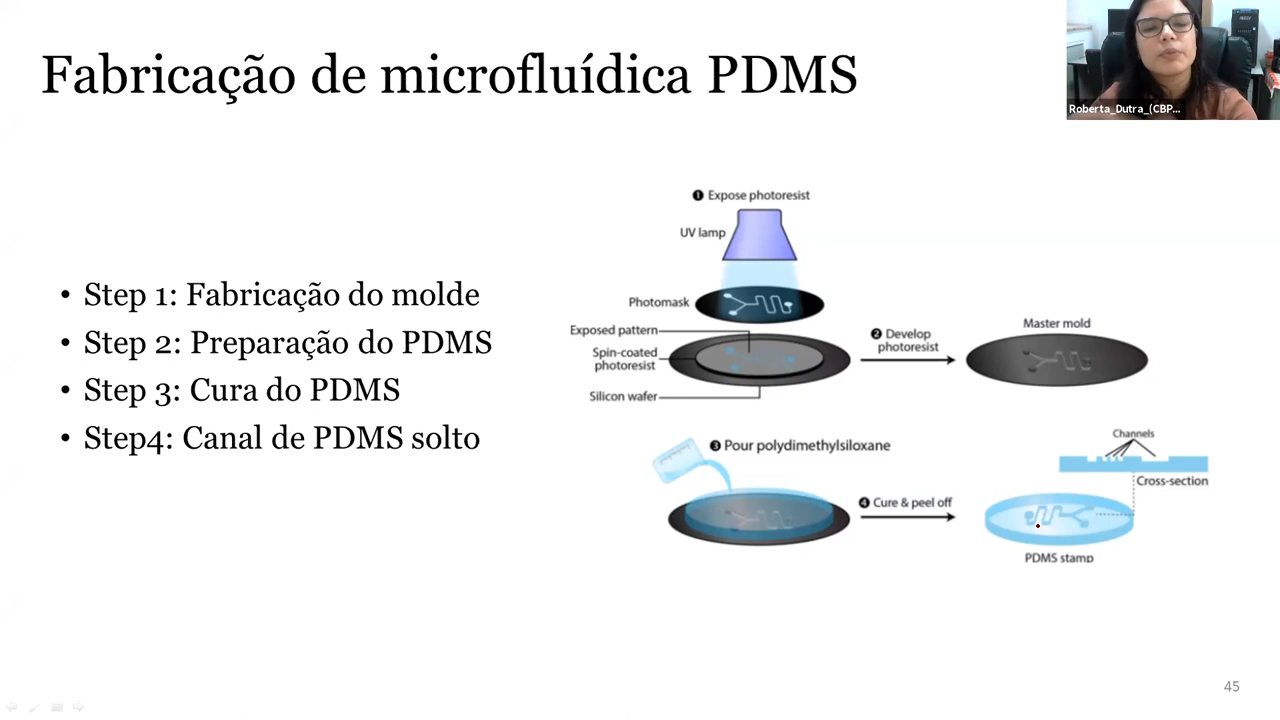 Fabricação de microfluídica PDMS
Roberta_Dutra_(CBP...
• Step 1: Fabricação do molde
• Step 2: Preparação do PDMS
• Step 3: Cura do PDMS
• Step4: Canal de PDMS solto
❶ Expose photoresist
UV lamp
Photomask
Exposed pattern
Spin-coated
photoresist
Silicon wafer
❷ Develop
photoresist
Master mold
❸ Pour polydimethylsiloxane
❹ Cure & peel off
Channels
Cross-section
PDMS stamp
45